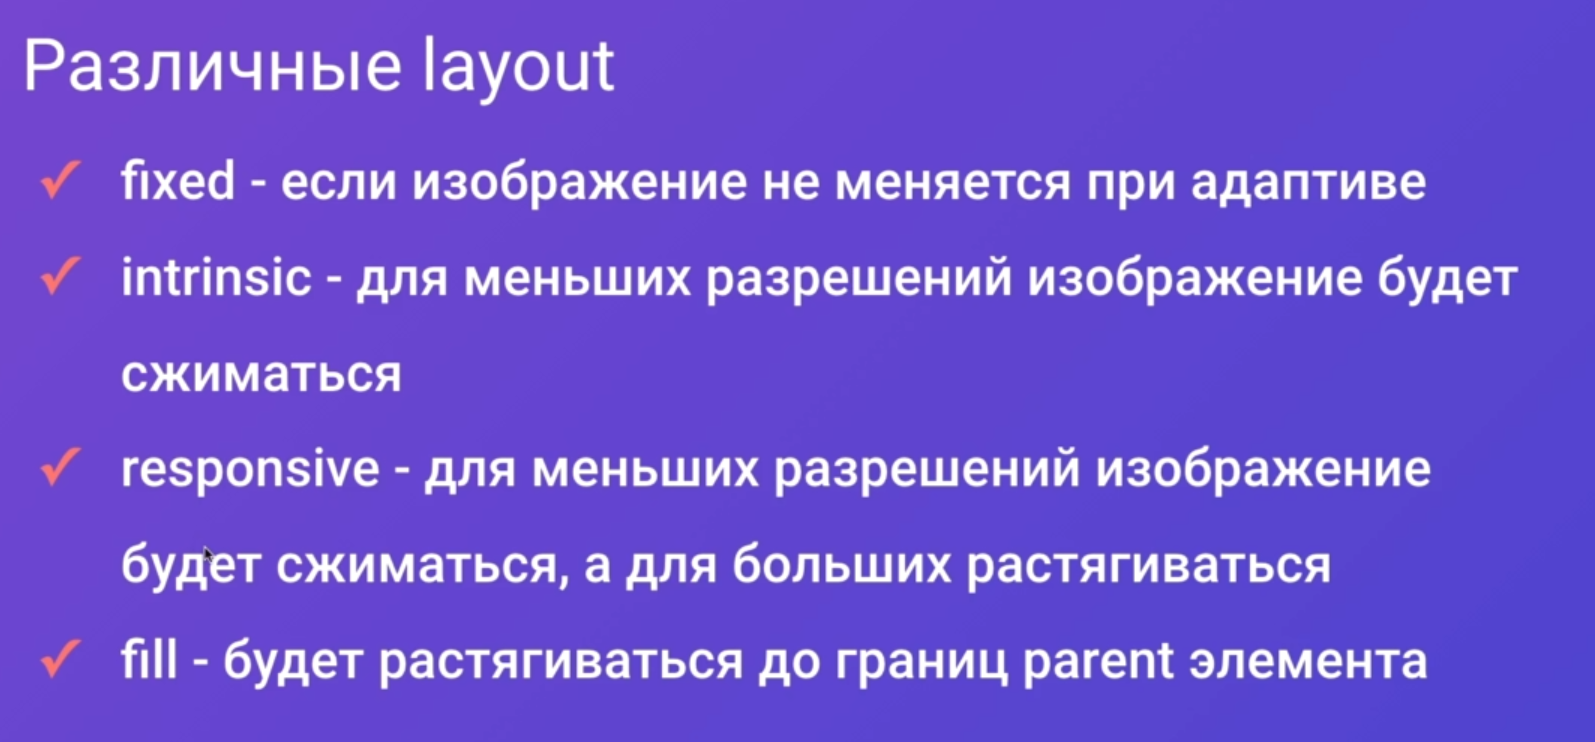 Различные layout
fixed - если изображение не меняется при адаптиве
intrinsic - для меньших разрешений изображение будет
сжиматься
responsive - для меньших разрешений изображение
будет сжиматься, а для больших растягиваться
fill - будет растягиваться до границ parent элемента